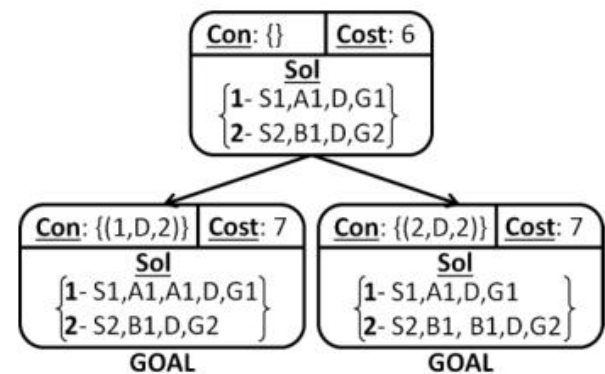 Con: {} Cost: 6
Sol
1- S1,A1,D,G1
2- S2,B1,D,G2
Con: {(1,D,2)} Cost: 7
Sol
1- S1,A1,A1,D,G1
2- S2,B1,D,G2
GOAL
Con: {(2,D,2)} Cost: 7
Sol
1- S1,A1,D,G1
2- S2,B1, B1,D,G2
GOAL